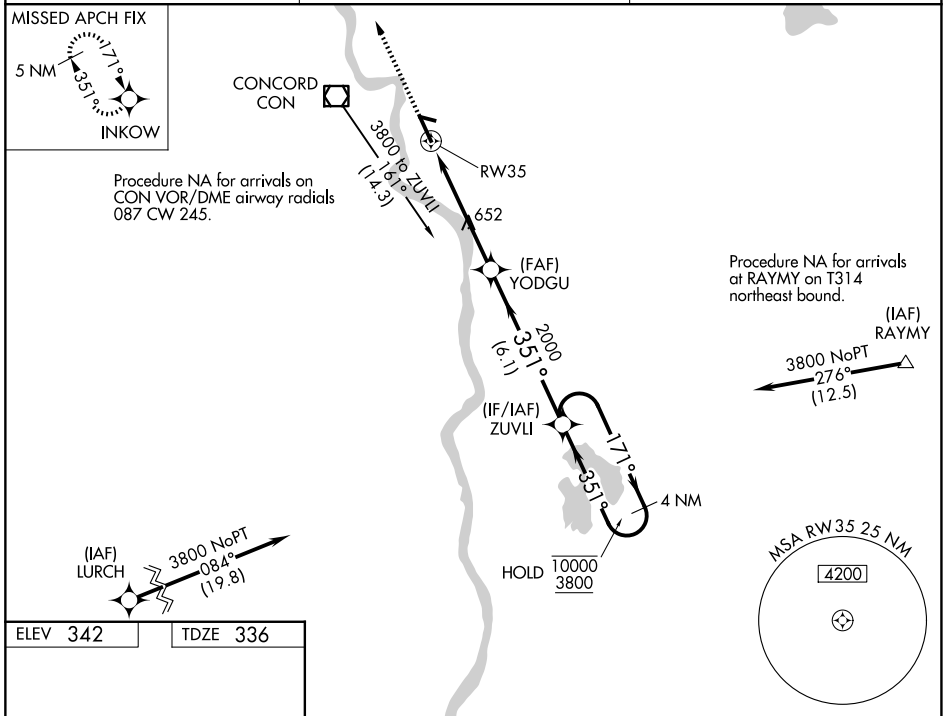 MISSED APCH FIX
5 NM
171°
351°
INKOW
CONCORD
CON
3800 to ZUVLI
161°
(14.3)
RW35
Procedure NA for arrivals on
CON VOR/DME airway radials
087 CW 245.
652
(FAF)
YODGU
Procedure NA for arrivals
at RAYMY on T314
northeast bound.
(IAF)
RAYMY
3800 NoPT
276°
(12.5)
2000
351°
(6.1)
(IF/IAF)
ZUVLI
171°
351°
4 NM
HOLD
10000
3800
(IAF)
LURCH
3800 NoPT
084°
(19.8)
MSA RW35 25 NM
4200
ELEV 342
TDZE 336